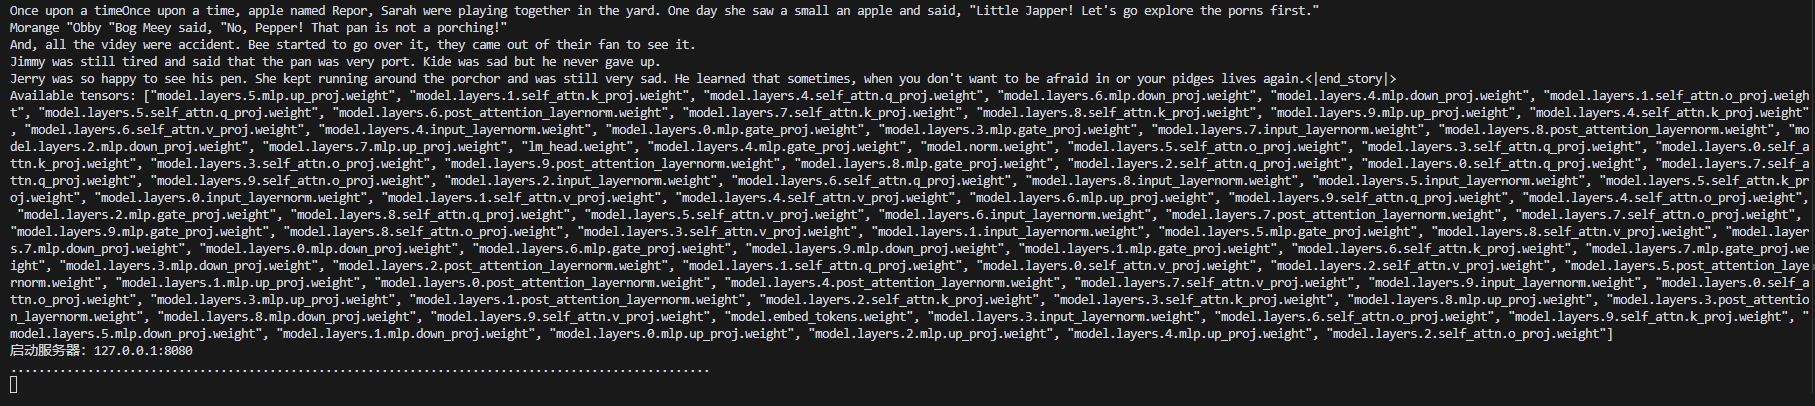 Once upon a timeOnce upon a time, apple named Repor, Sarah were playing together in the yard. One day she saw a small an apple and said, "Little Japper! Let's go explore the porns first."
Morange "Obby "Bog Meey said, "No, Pepper! That pan is not a porching!"
And, all the videy were accident. Bee started to go over it, they came out of their fan to see it.
Jimmy was still tired and said that the pan was very port. Kide was sad but he never gave up.
Jerry was so happy to see his pen. She kept running around the porchor and was still very sad. He learned that sometimes, when you don't want to be afraid in or your pidges lives again.<|end_story|>
Available tensors: ["model.layers.5.mlp.up_proj.weight", "model.layers.1.self_attn.k_proj.weight", "model.layers.4.self_attn.q_proj.weight", "model.layers.6.mlp.down_proj.weight", "model.layers.4.mlp.down_proj.weight", "model.layers.1.self_attn.o_proj.weigh
t", "model.layers.5.self_attn.q_proj.weight", "model.layers.6.post_attention_layernorm.weight", "model.layers.7.self_attn.k_proj.weight", "model.layers.8.self_attn.k_proj.weight", "model.layers.9.mlp.up_proj.weight", "model.layers.4.self_attn.k_proj.weight"
, "model.layers.6.self_attn.v_proj.weight", "model.layers.4.input_layernorm.weight", "model.layers.0.mlp.gate_proj.weight", "model.layers.3.mlp.gate_proj.weight", "model.layers.7.input_layernorm.weight", "model.layers.8.post_attention_layernorm.weight", "mo
del.layers.2.mlp.down_proj.weight", "model.layers.7.mlp.up_proj.weight", "lm_head.weight", "model.layers.4.mlp.gate_proj.weight", "model.norm.weight", "model.layers.5.self_attn.o_proj.weight", "model.layers.3.self_attn.q_proj.weight", "model.layers.0.self_a
ttn.k_proj.weight", "model.layers.3.self_attn.o_proj.weight", "model.layers.9.post_attention_layernorm.weight", "model.layers.8.mlp.gate_proj.weight", "model.layers.2.self_attn.q_proj.weight", "model.layers.0.self_attn.q_proj.weight", "model.layers.7.self_a
ttn.q_proj.weight", "model.layers.9.self_attn.o_proj.weight", "model.layers.2.input_layernorm.weight", "model.layers.6.self_attn.q_proj.weight", "model.layers.8.input_layernorm.weight", "model.layers.5.input_layernorm.weight", "model.layers.5.self_attn.k_pr
oj.weight", "model.layers.0.input_layernorm.weight", "model.layers.1.self_attn.v_proj.weight", "model.layers.4.self_attn.v_proj.weight", "model.layers.6.mlp.up_proj.weight", "model.layers.9.self_attn.q_proj.weight", "model.layers.4.self_attn.o_proj.weight",
"model.layers.2.mlp.gate_proj.weight", "model.layers.8.self_attn.q_proj.weight", "model.layers.5.self_attn.v_proj.weight", "model.layers.6.input_layernorm.weight", "model.layers.7.post_attention_layernorm.weight", "model.layers.7.self_attn.o_proj.weight",
"model.layers.9.mlp.gate_proj.weight", "model.layers.8.self_attn.o_proj.weight", "model.layers.3.self_attn.v_proj.weight", "model.layers.1.input_layernorm.weight", "model.layers.5.mlp.gate_proj.weight", "model.layers.8.self_attn.v_proj.weight", "model.layer
s.7.mlp.down_proj.weight", "model.layers.0.mlp.down_proj.weight", "model.layers.6.mlp.gate_proj.weight", "model.layers.9.mlp.down_proj.weight", "model.layers.1.mlp.gate_proj.weight", "model.layers.6.self_attn.k_proj.weight", "model.layers.7.mlp.gate_proj.we
ight", "model.layers.3.mlp.down_proj.weight", "model.layers.2.post_attention_layernorm.weight", "model.layers.1.self_attn.q_proj.weight", "model.layers.0.self_attn.v_proj.weight", "model.layers.2.self_attn.v_proj.weight", "model.layers.5.post_attention_laye
rnorm.weight", "model.layers.1.mlp.up_proj.weight", "model.layers.0.post_attention_layernorm.weight", "model.layers.4.post_attention_layernorm.weight", "model.layers.7.self_attn.v_proj.weight", "model.layers.9.input_layernorm.weight", "model.layers.0.self_a
ttn.o_proj.weight", "model.layers.3.mlp.up_proj.weight", "model.layers.1.post_attention_layernorm.weight", "model.layers.2.self_attn.k_proj.weight", "model.layers.3.self_attn.k_proj.weight", "model.layers.8.mlp.up_proj.weight", "model.layers.3.post_attentio
n_layernorm.weight", "model.layers.8.mlp.down_proj.weight", "model.layers.9.self_attn.v_proj.weight", "model.embed_tokens.weight", "model.layers.3.input_layernorm.weight", "model.layers.6.self_attn.o_proj.weight", "model.layers.9.self_attn.k_proj.weight", "
model.layers.5.mlp.down_proj.weight", "model.layers.1.mlp.down_proj.weight", "model.layers.0.mlp.up_proj.weight", "model.layers.2.mlp.up_proj.weight", "model.layers.4.mlp.up_proj.weight", "model.layers.2.self_attn.o_proj.weight"]
启动服务器: 127.0.0.1:8080
....................................................................................................